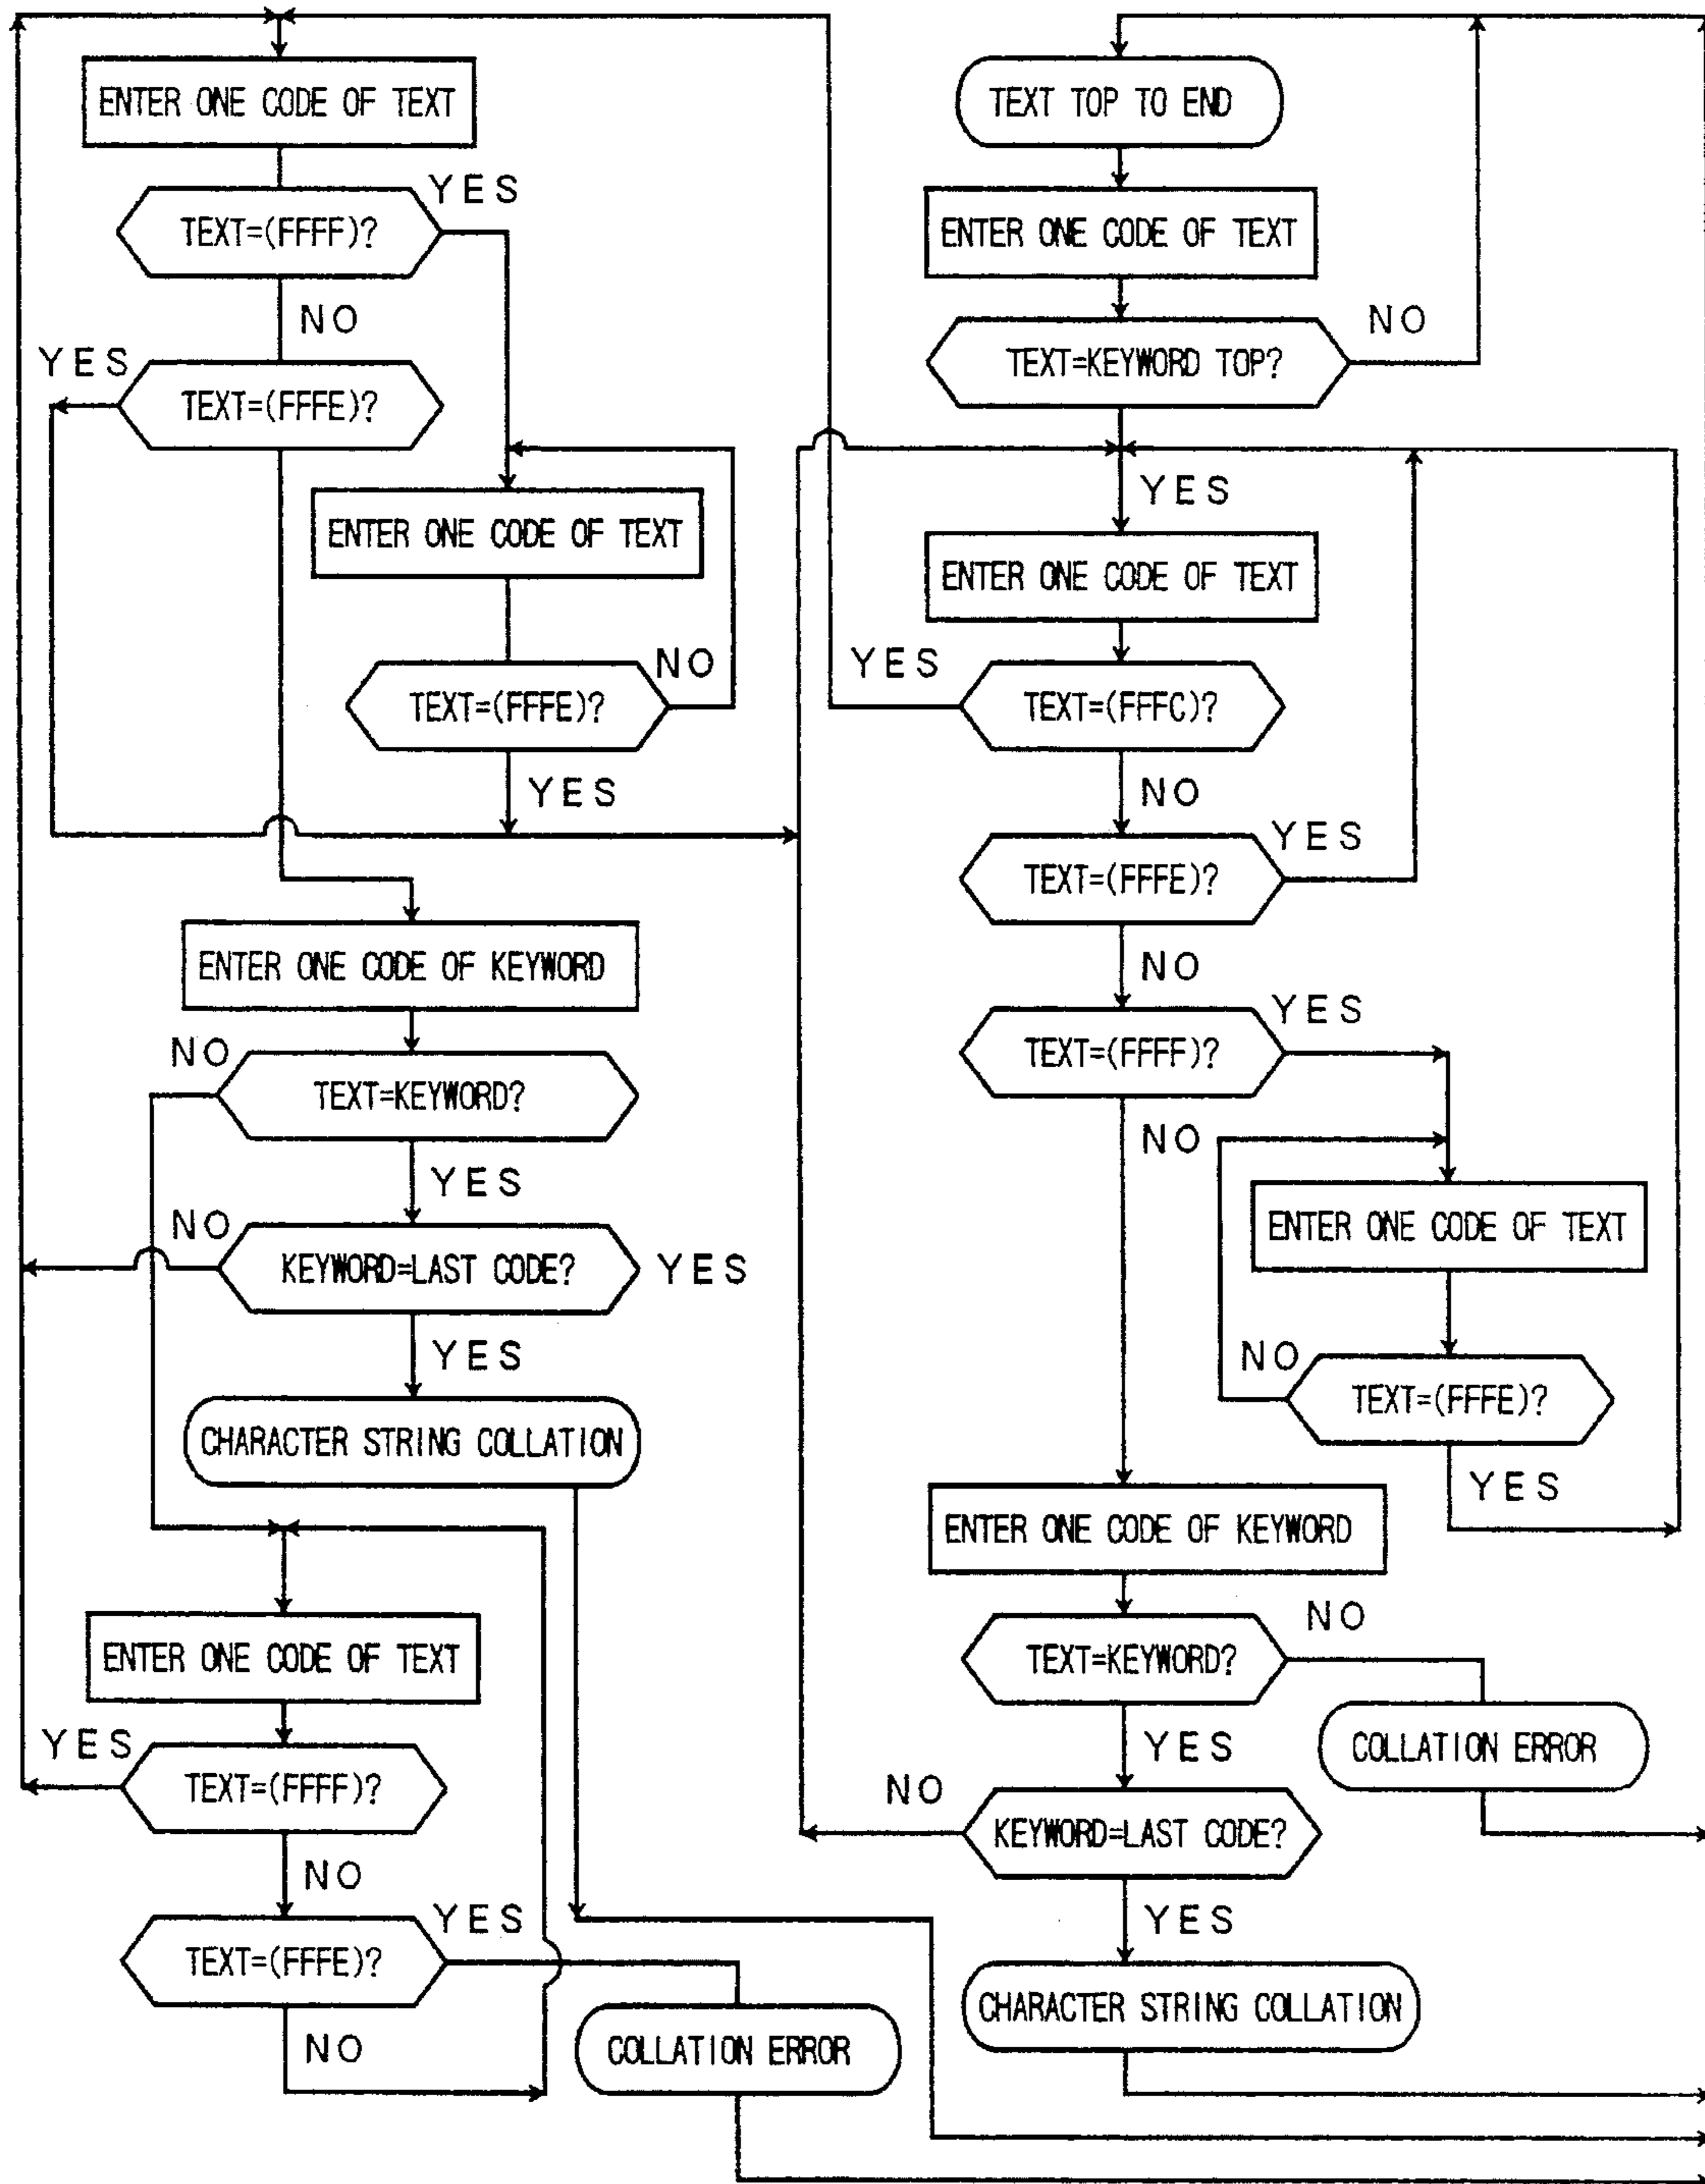 ENTER ONE CODE OF TEXT
TEXT=(FFFF)?
YES
NO
YES
TEXT=(FFFE)?
ENTER ONE CODE OF TEXT
TEXT=(FFFE)?
NO
YES
ENTER ONE CODE OF KEYWORD
NO
TEXT=KEYWORD?
YES
NO
KEYWORD=LAST CODE?
YES
YES
CHARACTER STRING COLLATION
ENTER ONE CODE OF TEXT
YES
TEXT=(FFFF)?
NO
YES
TEXT=(FFFE)?
NO
COLLATION ERROR
TEXT TOP TO END
ENTER ONE CODE OF TEXT
NO
TEXT=KEYWORD TOP?
YES
ENTER ONE CODE OF TEXT
YES
TEXT=(FFFC)?
NO
YES
TEXT=(FFFE)?
NO
YES
TEXT=(FFFF)?
NO
ENTER ONE CODE OF TEXT
NO
TEXT=(FFFE)?
YES
ENTER ONE CODE OF KEYWORD
NO
TEXT=KEYWORD?
YES
COLLATION ERROR
NO
KEYWORD=LAST CODE?
YES
CHARACTER STRING COLLATION